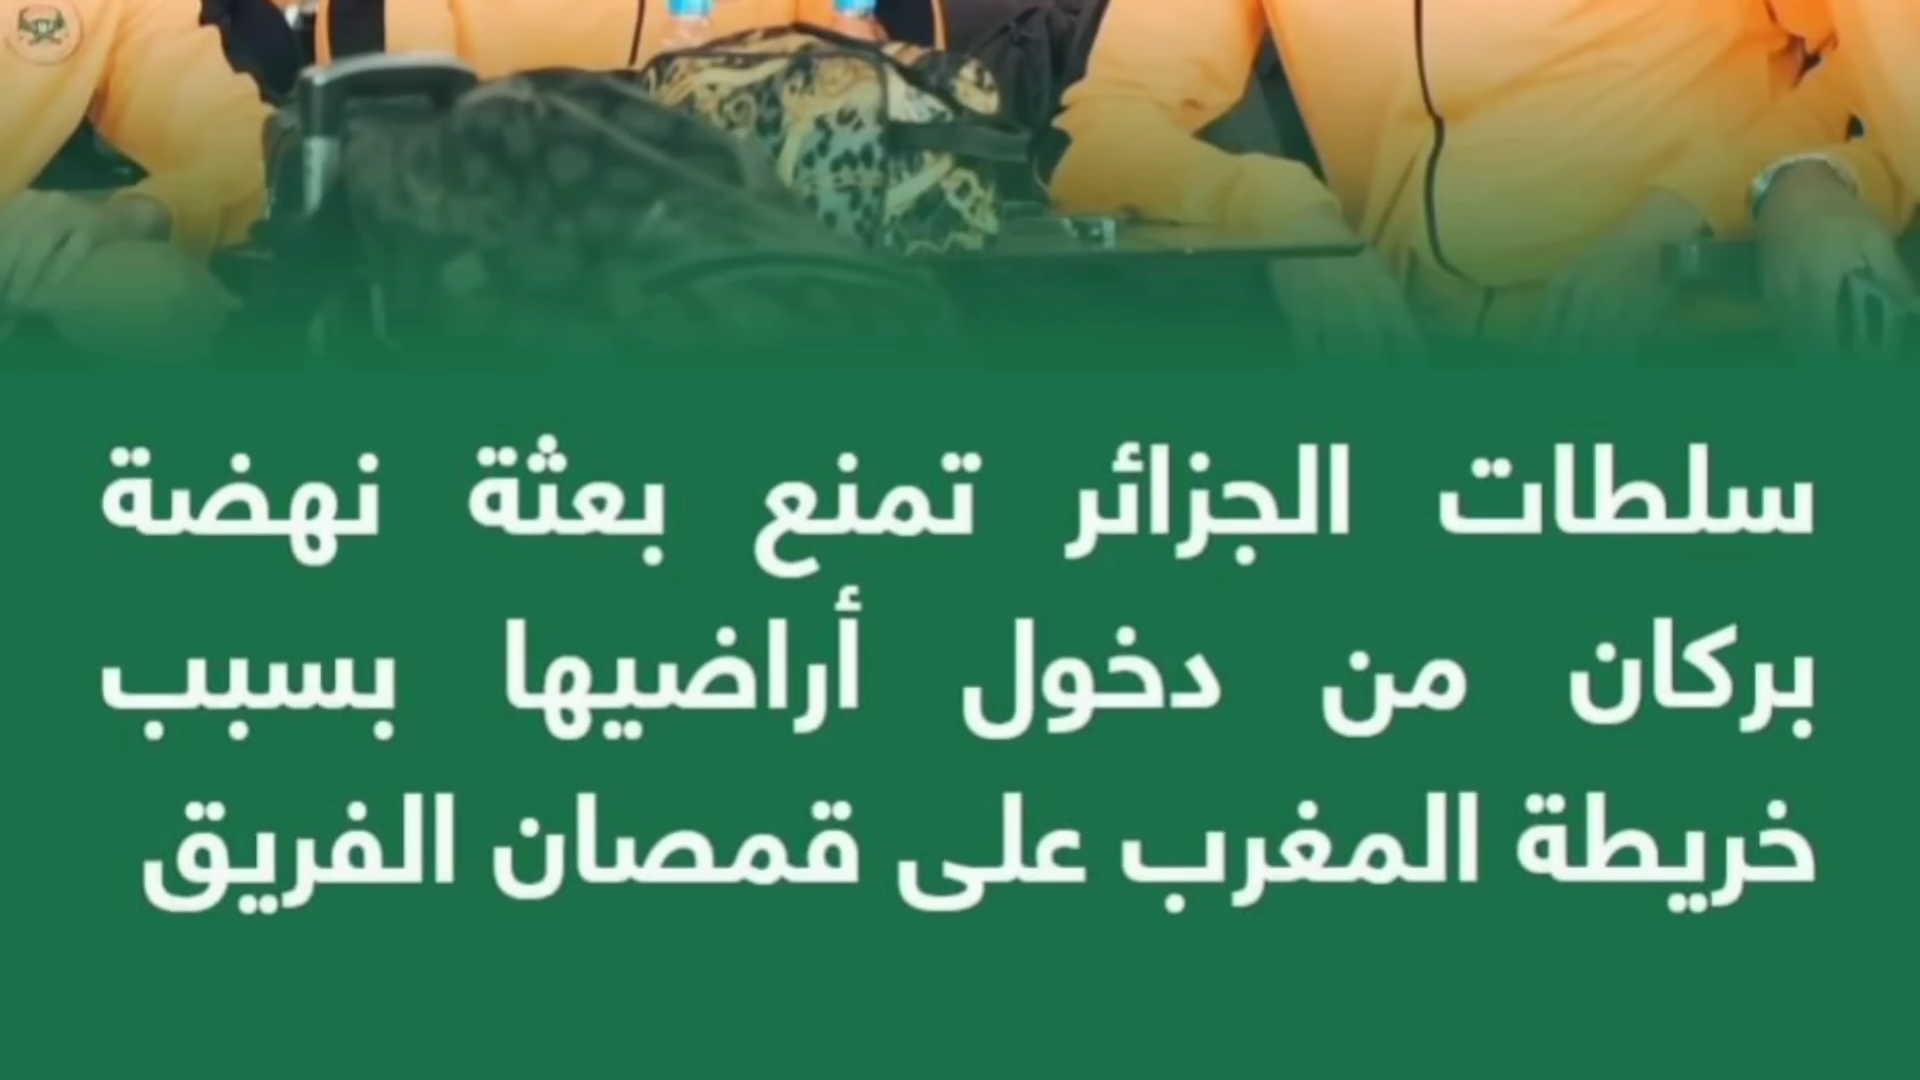 سلطات الجزائر تمنع بعثة نهضة
بركان من دخول أراضيها بسبب
خريطة المغرب على قمصان الفريق